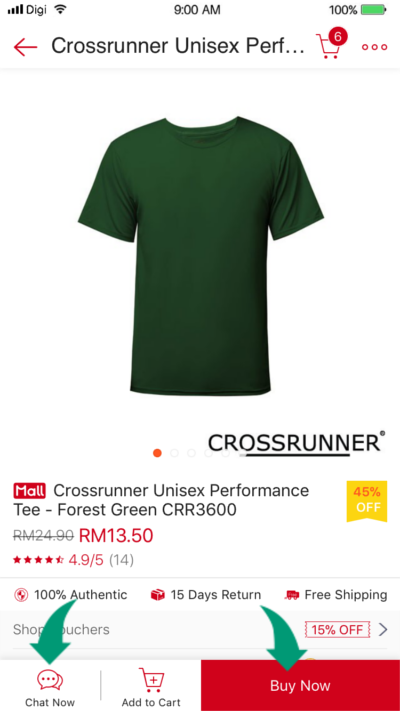 Digi 9:00 AM 100%
Crossrunner Unisex Perf... 6
CROSSRUNNER®
Mall Crossrunner Unisex Performance
Tee - Forest Green CRR3600
45%
OFF
RM24.90 RM13.50
4.9/5 (14)
100% Authentic 15 Days Return Free Shipping
Shop Vouchers 15% OFF
Chat Now Add to Cart Buy Now